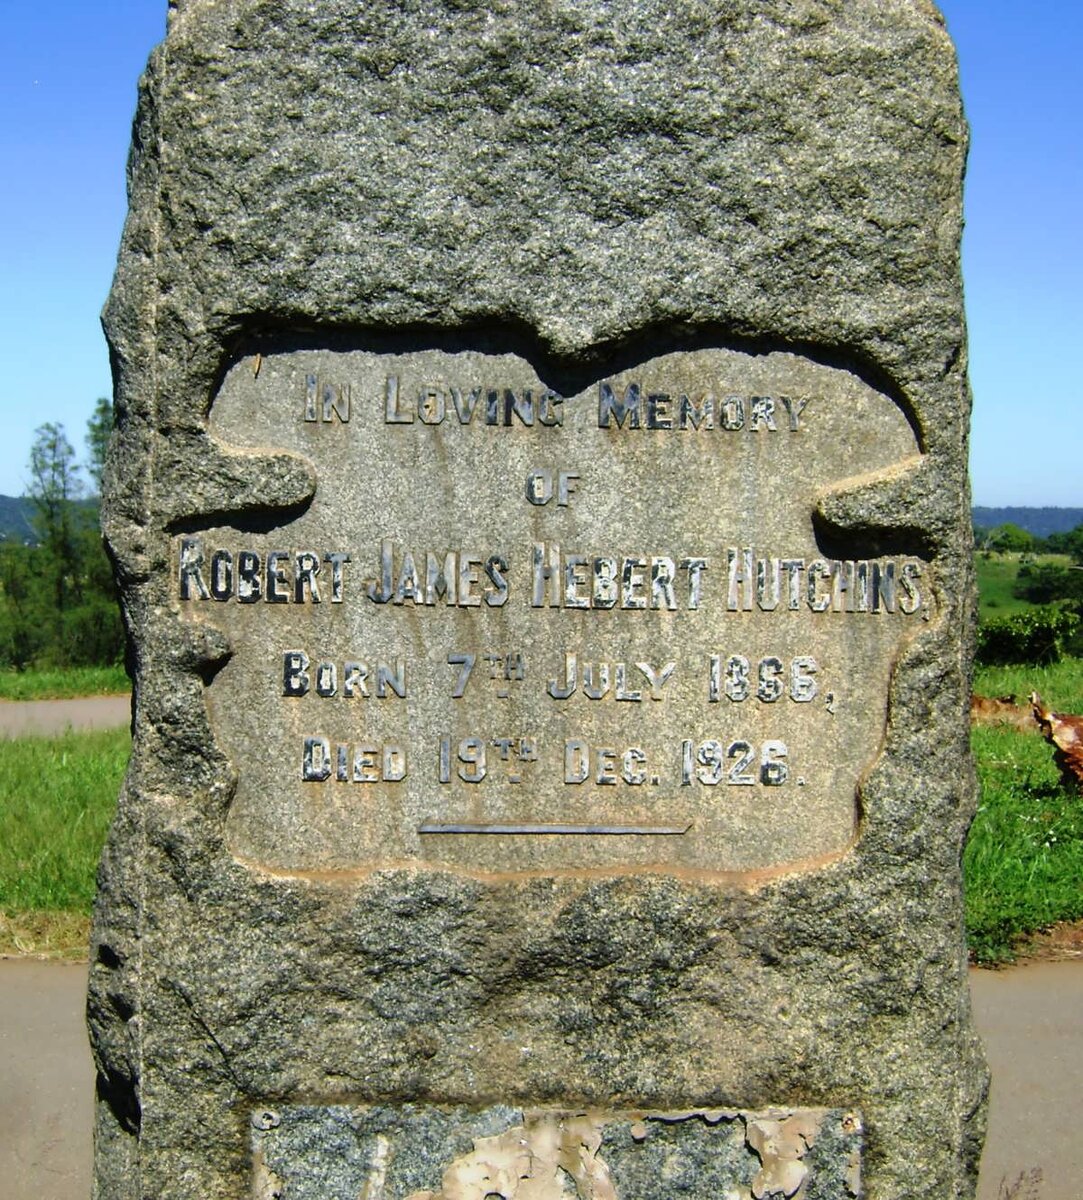 In Loving Memory
of
Robert James Hebert Hutchins,
Born 7th July 1866,
Died 19th Dec. 1926.